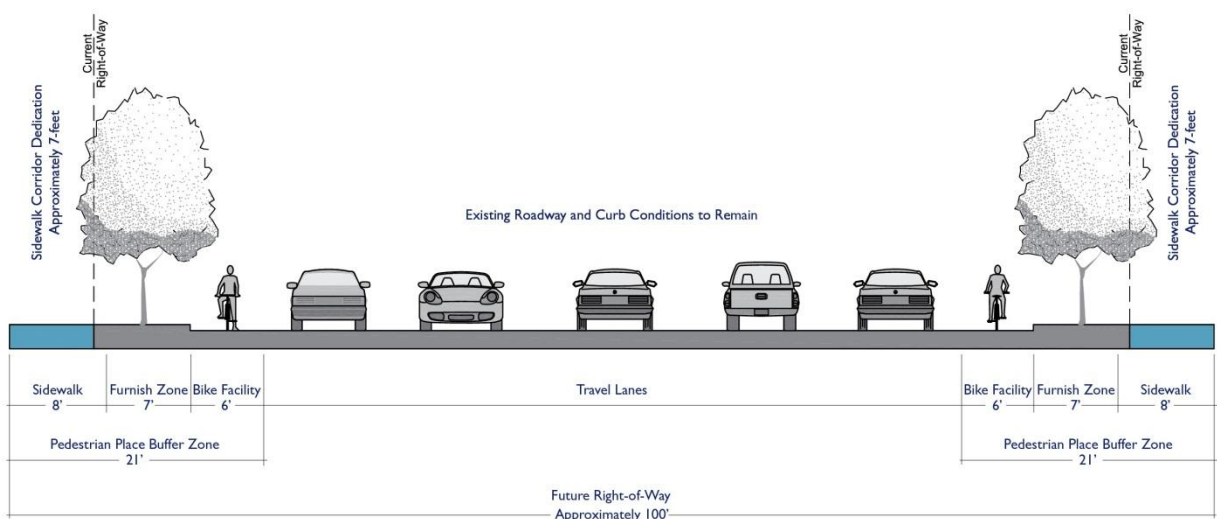 Sidewalk Corridor Dedication
Approximately 7-feet
Current
Right-of-Way
Existing Roadway and Curb Conditions to Remain
Current
Right-of-Way
Sidewalk Corridor Dedication
Approximately 7-feet
Sidewalk
8'
Furnish Zone
7'
Bike Facility
6'
Travel Lanes
Bike Facility
6'
Furnish Zone
7'
Sidewalk
8'
Pedestrian Place Buffer Zone
21'
Pedestrian Place Buffer Zone
21'
Future Right-of-Way
Approximately 100'